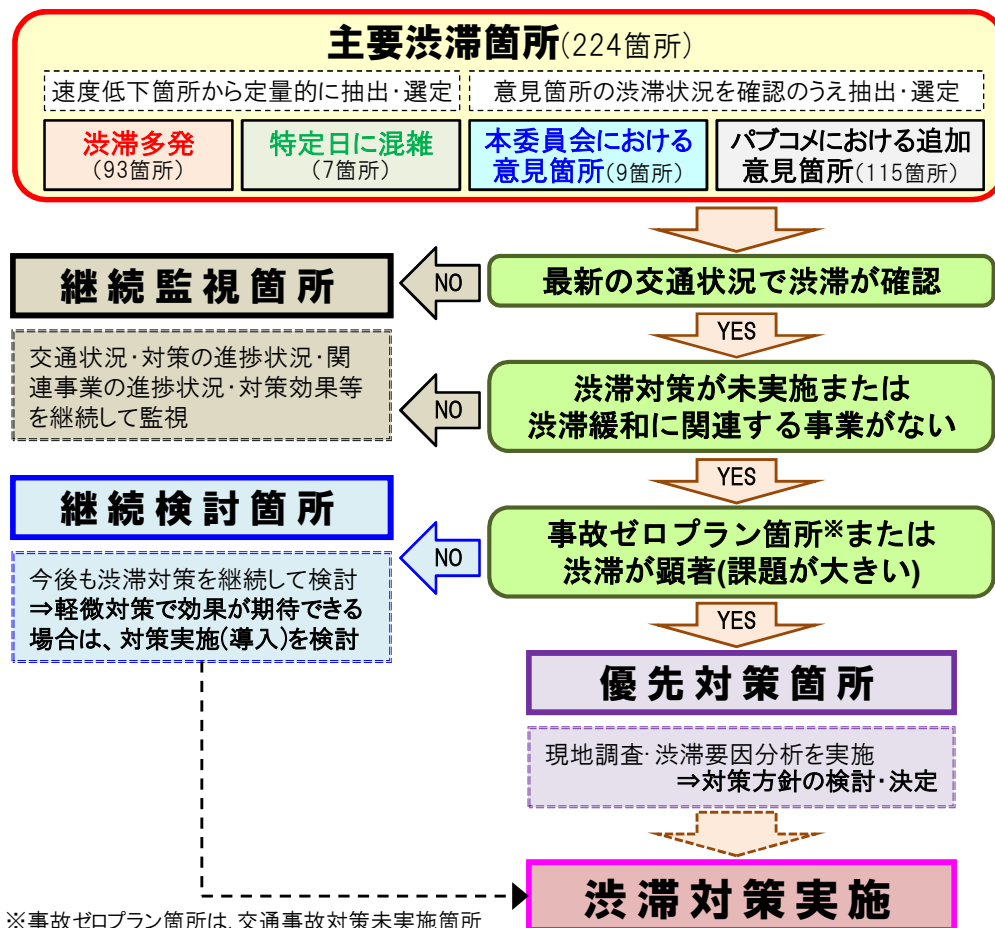 主要渋滞箇所(224箇所)
速度低下箇所から定量的に抽出・選定
意見箇所の渋滞状況を確認のうえ抽出・選定
渋滞多発
(93箇所)
特定日に混雑
(7箇所)
本委員会における
意見箇所(9箇所)
パブコメにおける追加
意見箇所(115箇所)
継続監視箇所
NO
最新の交通状況で渋滞が確認
YES
交通状況・対策の進捗状況・関
連事業の進捗状況・対策効果等
を継続して監視
NO
渋滞対策が未実施または
渋滞緩和に関連する事業がない
YES
継続検討箇所
NO
事故ゼロプラン箇所※または
渋滞が顕著(課題が大きい)
今後も渋滞対策を継続して検討
⇒軽微対策で効果が期待できる
場合は、対策実施(導入)を検討
YES
優先対策箇所
現地調査・渋滞要因分析を実施
⇒対策方針の検討・決定
渋滞対策実施
※事故ゼロプラン箇所は、交通事故対策未実施箇所